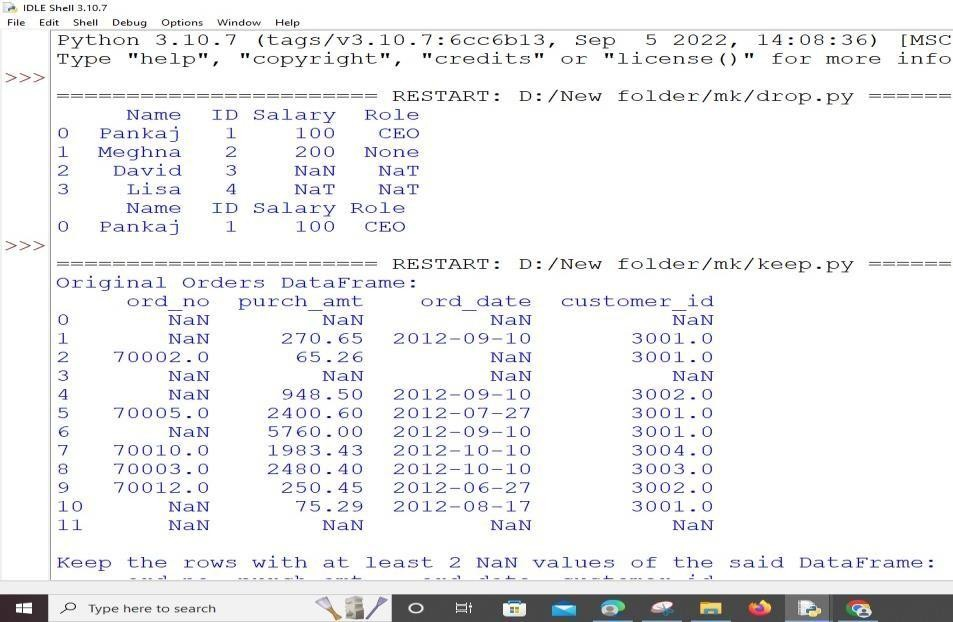 IDLE Shell 3.10.7
File Edit Shell Debug Options Window Help
Python 3.10.7 (tags/v3.10.7:6cc6b13, Sep  5 2022, 14:08:36) [MSC
Type "help", "copyright", "credits" or "license()" for more info
>>>
======================= RESTART: D:/New folder/mk/drop.py ======
Name ID Salary Role
0 Pankaj 1 100 CEO
1 Meghna 2 200 None
2 David 3 NaN NaT
3 Lisa 4 NaT NaT
Name ID Salary Role
0 Pankaj 1 100 CEO
>>>
======================= RESTART: D:/New folder/mk/keep.py ======
Original Orders DataFrame:
ord_no purch_amt ord_date customer_id
0 NaN NaN NaN NaN
1 NaN 270.65 2012-09-10 3001.0
2 70002.0 65.26 NaN 3001.0
3 NaN NaN NaN NaN
4 NaN 948.50 2012-09-10 3002.0
5 70005.0 2400.60 2012-07-27 3001.0
6 NaN 5760.00 2012-09-10 3001.0
7 70010.0 1983.43 2012-10-10 3004.0
8 70003.0 2480.40 2012-10-10 3003.0
9 70012.0 250.45 2012-06-27 3002.0
10 NaN 75.29 2012-08-17 3001.0
11 NaN NaN NaN NaN
Keep the rows with at least 2 NaN values of the said DataFrame:
Type here to search